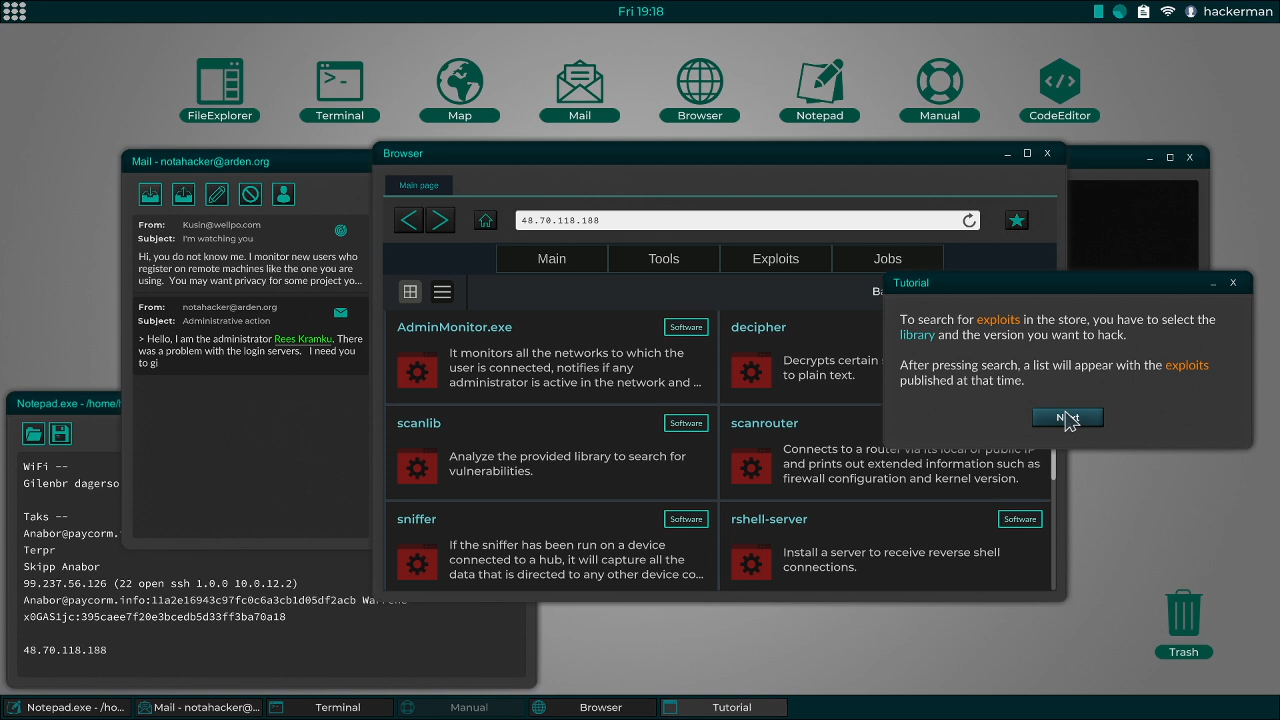 Fri 19:18
hackerman
FileExplorer
Terminal
Map
Mail
Browser
Notepad
Manual
CodeEditor
Mail - notahacker@arden.org
From: Kusin@wellpo.com
Subject: I'm watching you
Hi, you do not know me. I monitor new users who
register on remote machines like the one you are
using. You may want privacy for some project yo...
From: notahacker@arden.org
Subject: Administrative action
> Hello, I am the administrator Rees Kramku. There
was a problem with the login servers. I need you
to gi
Browser
_ X
Main page
48.70.118.188
Main
Tools
Exploits
Jobs
Ba
AdminMonitor.exe
Software
It monitors all the networks to which the
user is connected, notifies if any
administrator is active in the network and ...
decipher
Decrypts certain
to plain text.
scanlib
Software
Analyze the provided library to search for
vulnerabilities.
scanrouter
Connects to a router via its local or public IP
and prints out extended information such as
firewall configuration and kernel version.
sniffer
Software
If the sniffer has been run on a device
connected to a hub, it will capture all the
data that is directed to any other device co...
rshell-server
Software
Install a server to receive reverse shell
connections.
_ X
Tutorial
_ X
To search for exploits in the store, you have to select the
library and the version you want to hack.
After pressing search, a list will appear with the exploits
published at that time.
Next
Notepad.exe - /home/h
WiFi --
Gilenbr dagerso
Taks --
Anabor@paycorm.
Terpr
Skipp Anabor
99.237.56.126 (22 open ssh 1.0.0 10.0.12.2)
Anabor@paycorm.info:11a2e16943c97fc0c6a3cb1d05df2acb
x0GAS1jc:395caee7f20e3bcedb5d33ff3ba70a18
48.70.118.188
Trash
Notepad.exe - /ho...
Mail - notahacker@...
Terminal
Manual
Browser
Tutorial